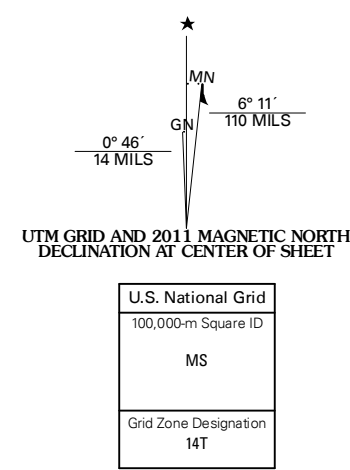 ★
MN
6° 11´
110 MILS
GN
0° 46´
14 MILS
UTM GRID AND 2011 MAGNETIC NORTH
DECLINATION AT CENTER OF SHEET
U.S. National Grid
100,000-m Square ID
MS
Grid Zone Designation
14T